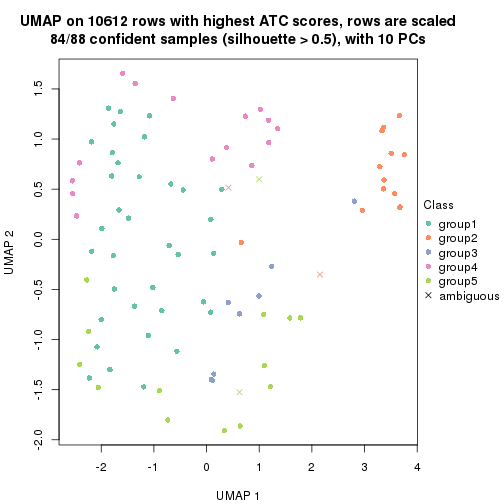 UMAP on 10612 rows with highest ATC scores, rows are scaled
84/88 confident samples (silhouette > 0.5), with 10 PCs
1.5
1.0
0.5
0.0
-0.5
-1.0
-1.5
-2.0
UMAP 2
-2
-1
0
1
2
3
4
UMAP 1
Class
group1
group2
group3
group4
group5
ambiguous